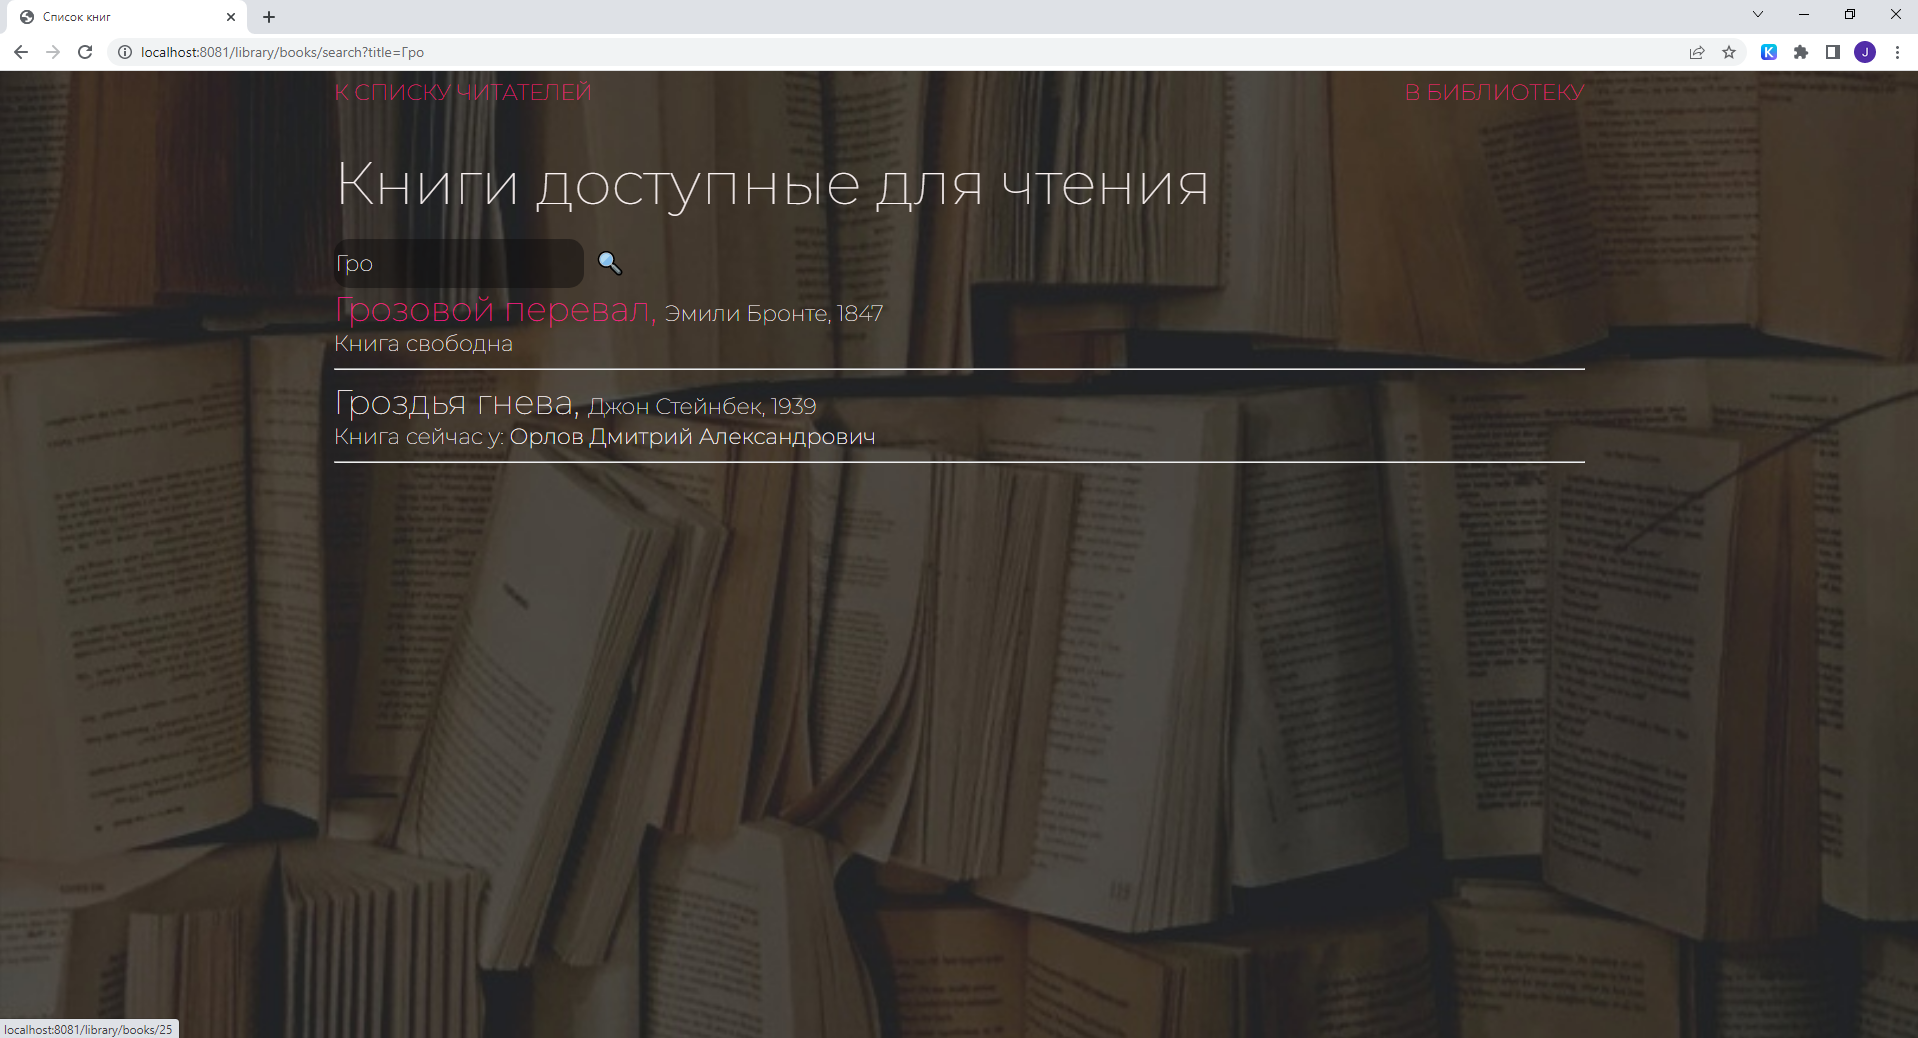 Список книг
localhost:8081/library/books/search?title=Гро
J
К СПИСКУ ЧИТАТЕЛЕЙ
В БИБЛИОТЕКУ
Книги доступные для чтения
Гро
Грозовой перевал, Эмили Бронте, 1847
Книга свободна
Гроздья гнева, Джон Стейнбек, 1939
Книга сейчас у: Орлов Дмитрий Александрович
localhost:8081/library/books/25